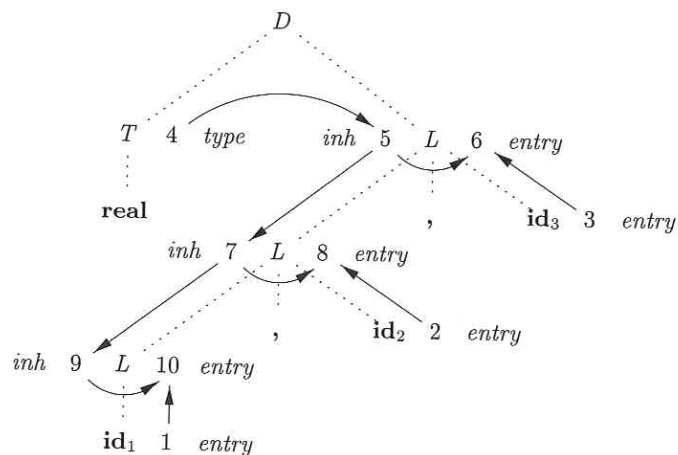 D
T 4 type inh 5 L 6 entry
real , id₃ 3 entry
inh 7 L 8 entry
, id₂ 2 entry
inh 9 L 10 entry
id₁ 1 entry